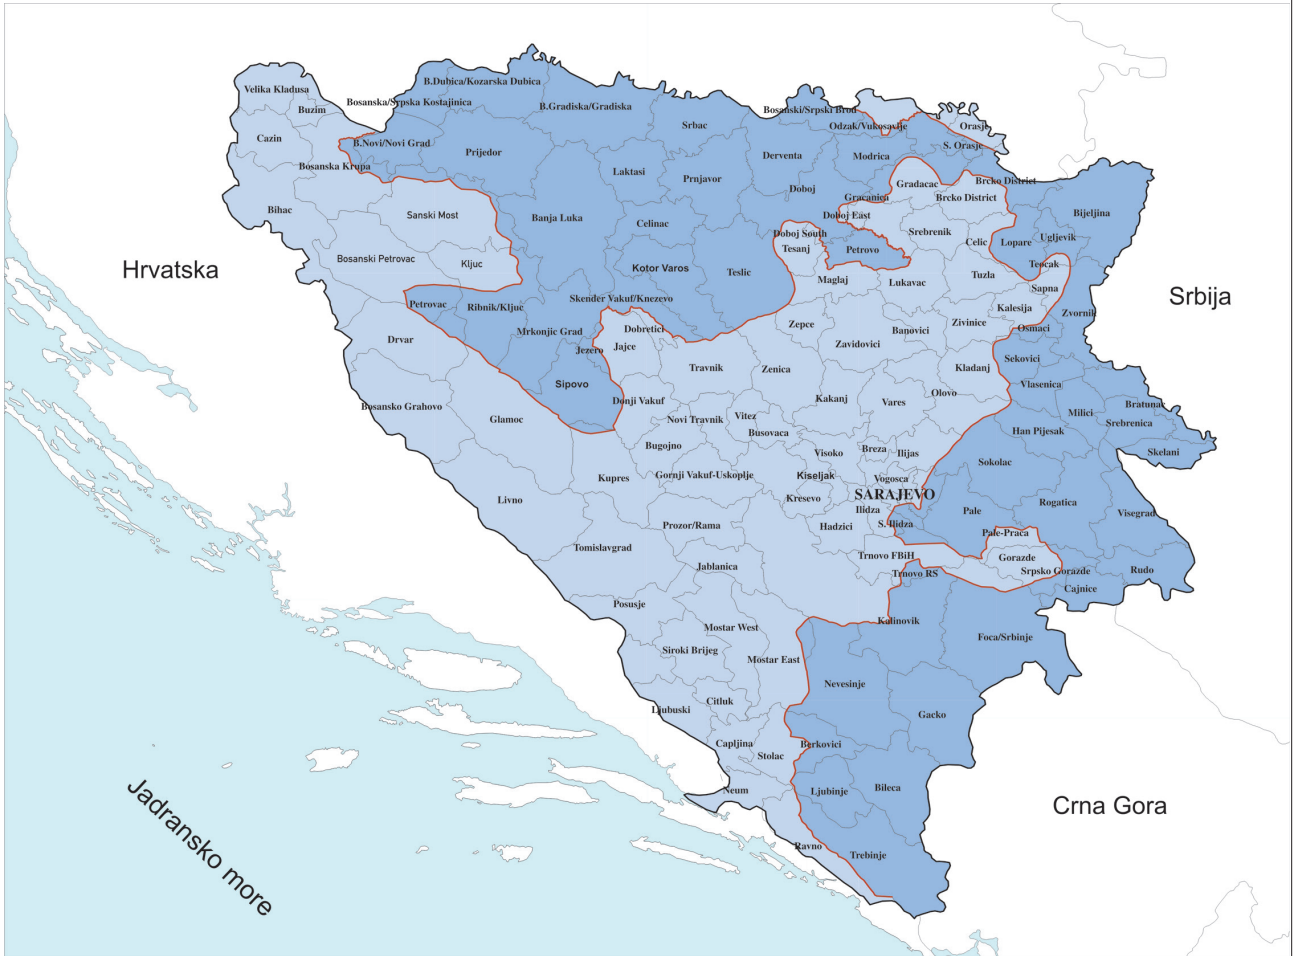 B.Dubica/Kozarska Dubica
Velika Kladusa
Buzim
Bosanska/Srpska Kostajnica
B.Gradiska/Gradiska
Bosanski/Srpski Brod
Srbac
Odzak/Vukosavlje
Orasje
Cazin
B.Novi/Novi Grad
Prijedor
S. Orasje
Derventa
Modrica
Bosanska Krupa
Laktasi
Prnjavor
Doboj
Gradacac
Brcko District
Gracanica
Brcko District
Bihac
Sanski Most
Banja Luka
Celinac
Doboj East
Bijeljina
Doboj South
Srebrenik
Celic
Lopare
Ugljevik
Tesanj
Petrovo
Bosanski Petrovac
Kljuc
Kotor Varos
Teslic
Teocak
Hrvatska
Maglaj
Lukavac
Tuzla
Sapna
Srbija
Petrovac
Ribnik/Kljuc
Skender Vakuf/Knezevo
Kalesija
Zvornik
Drvar
Mrkonjic Grad
Dobretici
Zepce
Banovici
Zivinice
Osmaci
Jezero
Jajce
Zavidovici
Sekovici
Travnik
Zenica
Kladanj
Sipovo
Vlasenica
Bosansko Grahovo
Donji Vakuf
Kakanj
Vares
Olovo
Bratunac
Milici
Glamoc
Novi Travnik
Vitez
Srebrenica
Busovaca
Han Pijesak
Bugojno
Visoko
Breza
Ilijas
Skelani
Sokolac
Kupres
Gornji Vakuf-Uskoplje
Kiseljak
Vogosca
SARAJEVO
Livno
Kresevo
Ilidza
Pale
Rogatica
Visegrad
Prozor/Rama
Hadzici
S. Ilidza
Pale-Praca
Tomislavgrad
Trnovo FBiH
Gorazde
Jablanica
Trnovo RS
Srpsko Gorazde
Rudo
Cajnice
Posusje
Kalinovik
Mostar West
Foca/Srbinje
Siroki Brijeg
Mostar East
Nevesinje
Ljubuski
Citluk
Gacko
Capljina
Stolac
Berkovici
Neum
Ljubinje
Bileca
Crna Gora
Jadransko more
Ravno
Trebinje